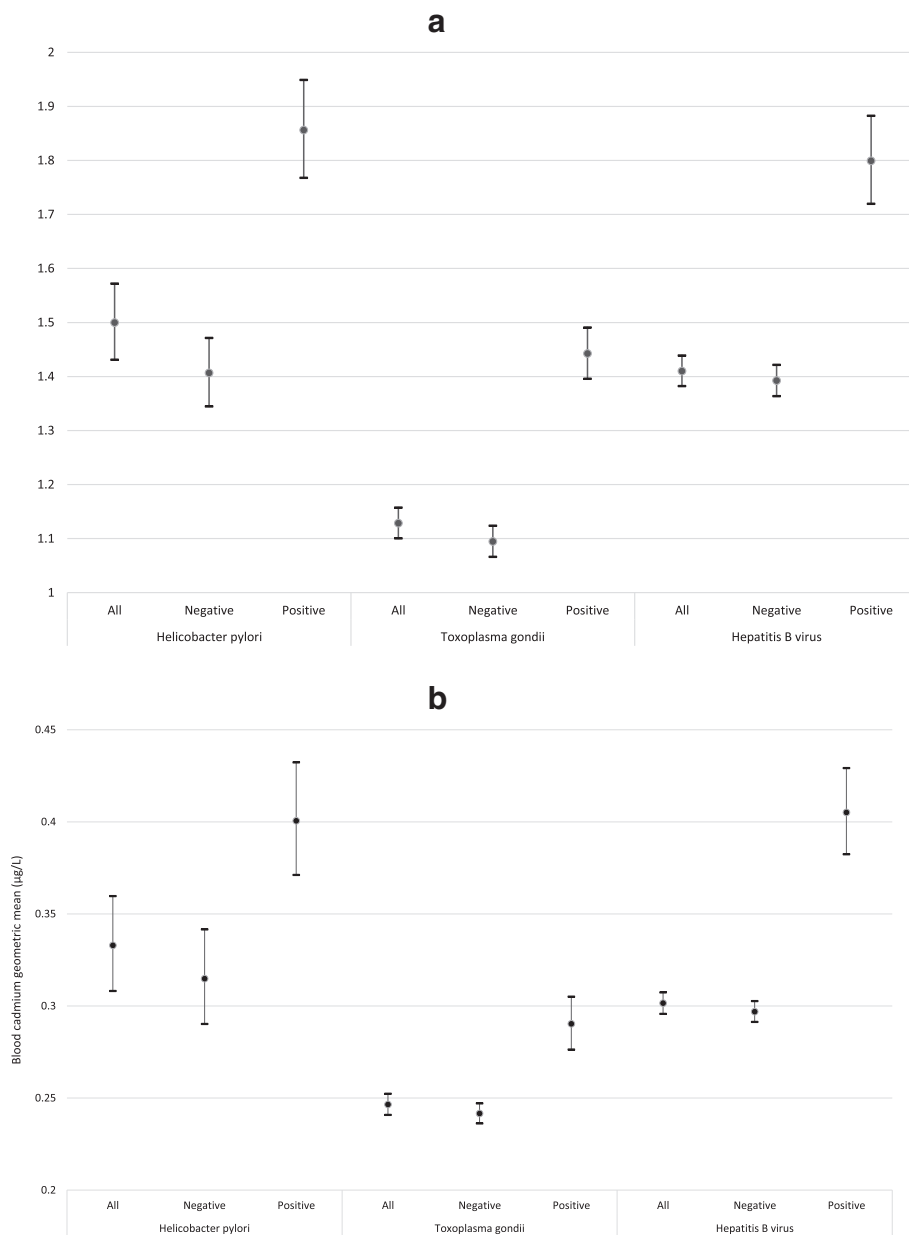 a
2
1.9
1.8
1.7
1.6
1.5
1.4
1.3
1.2
1.1
1
All Negative Positive All Negative Positive All Negative Positive
Helicobacter pylori Toxoplasma gondii Hepatitis B virus
b
Blood cadmium geometric mean (µg/L)
0.45
0.4
0.35
0.3
0.25
0.2
All Negative Positive All Negative Positive All Negative Positive
Helicobacter pylori Toxoplasma gondii Hepatitis B virus